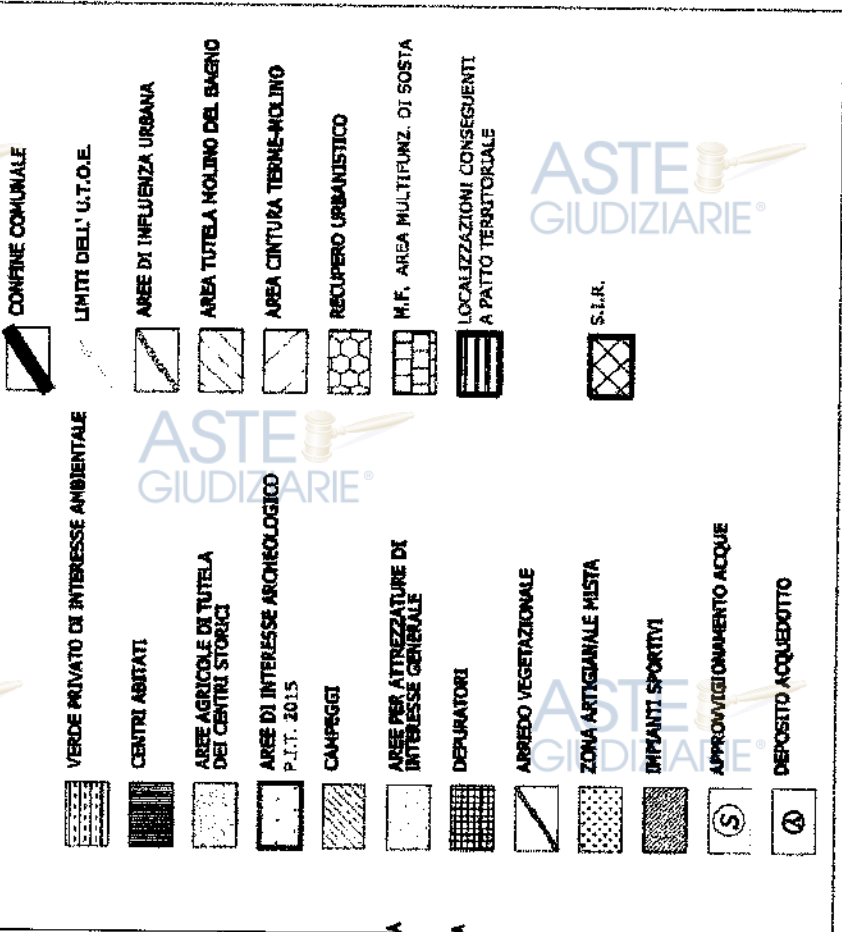 VERDE PRIVATO DI INTERESSE AMBIENTALE
CENTRI ABITATI
AREE AGRICOLE DI TUTELA
DEI CENTRI STORICI
AREE DI INTERESSE ARCHEOLOGICO
P.I.T. 2015
CAMPEGGI
AREE PER ATTREZZATURE DI
INTERESSE GENERALE
DEPURATORI
ARREDO VEGETAZIONALE
ZONA ARTIGIANALE MISTA
IMPIANTI SPORTIVI
S APPROVVIGIONAMENTO ACQUE
DEPOSITO ACQUEDOTTO
CONFINE COMUNALE
LIMITI DELL' U.T.O.E.
AREE DI INFLUENZA URBANA
AREA TUTELA MOLINO DEL BAGNO
AREA CINTURA TERME-MOLINO
RECUPERO URBANISTICO
M.F. AREA MULTIFUNZ. DI SOSTA
LOCALIZZAZIONI CONSEGUENTI
A PATTO TERRITORIALE
S.I.R.
A
A
ASTE
GIUDIZIARIE®
ASTE
GIUDIZIARIE®
ASTE
GIUDIZIARIE®